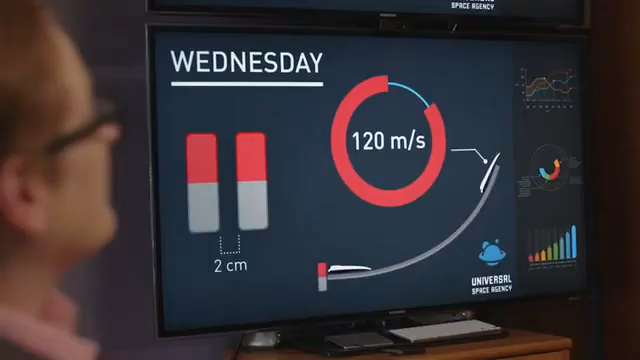 SPACE AGENCY
WEDNESDAY
120 m/s
2 cm
UNIVERSAL
SPACE AGENCY